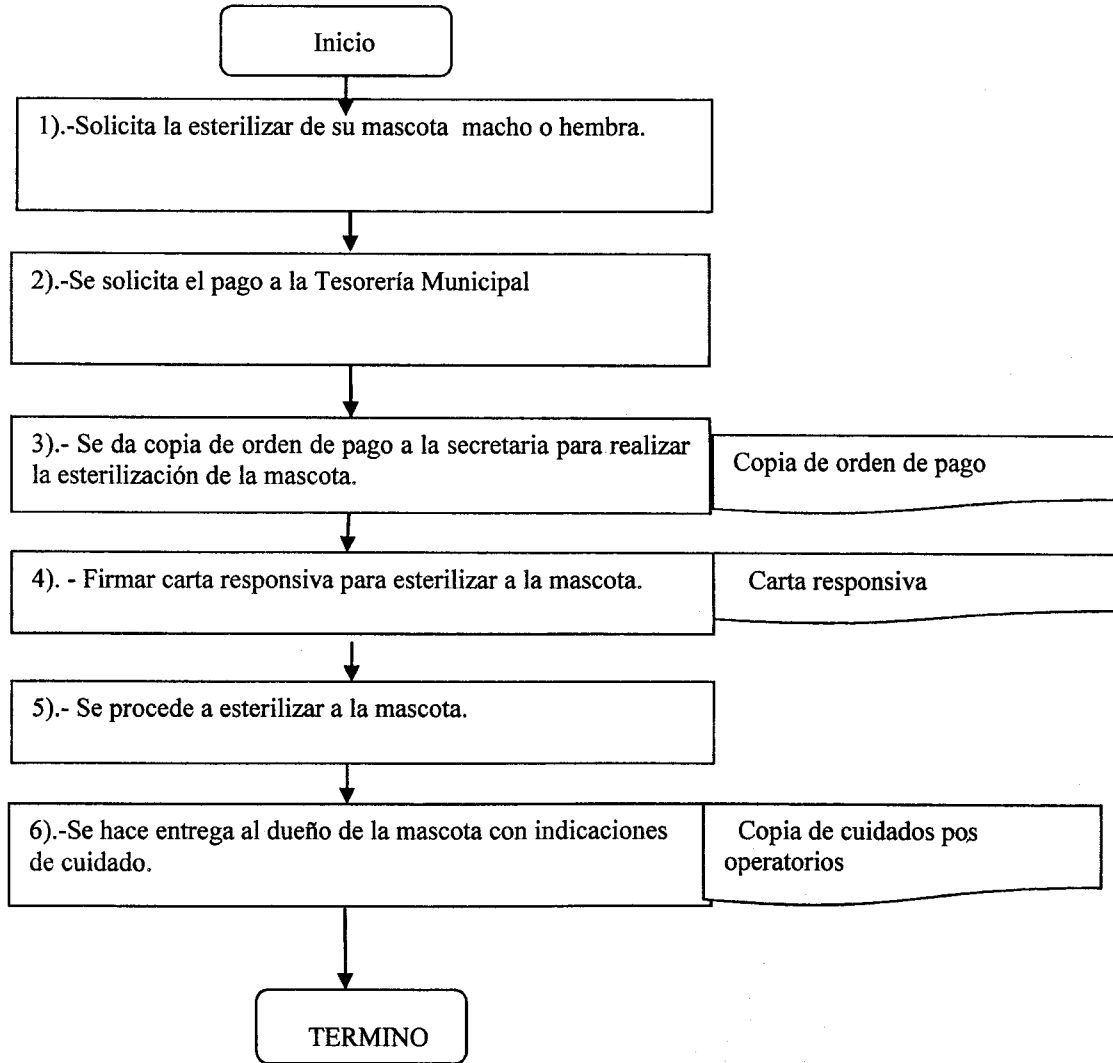 Inicio
1).-Solicita la esterilizar de su mascota macho o hembra.
2).-Se solicita el pago a la Tesorería Municipal
3).- Se da copia de orden de pago a la secretaria para realizar
la esterilización de la mascota.
Copia de orden de pago
4). - Firmar carta responsiva para esterilizar a la mascota.
Carta responsiva
5).- Se procede a esterilizar a la mascota.
6).-Se hace entrega al dueño de la mascota con indicaciones
de cuidado.
Copia de cuidados pos
operatorios
TERMINO